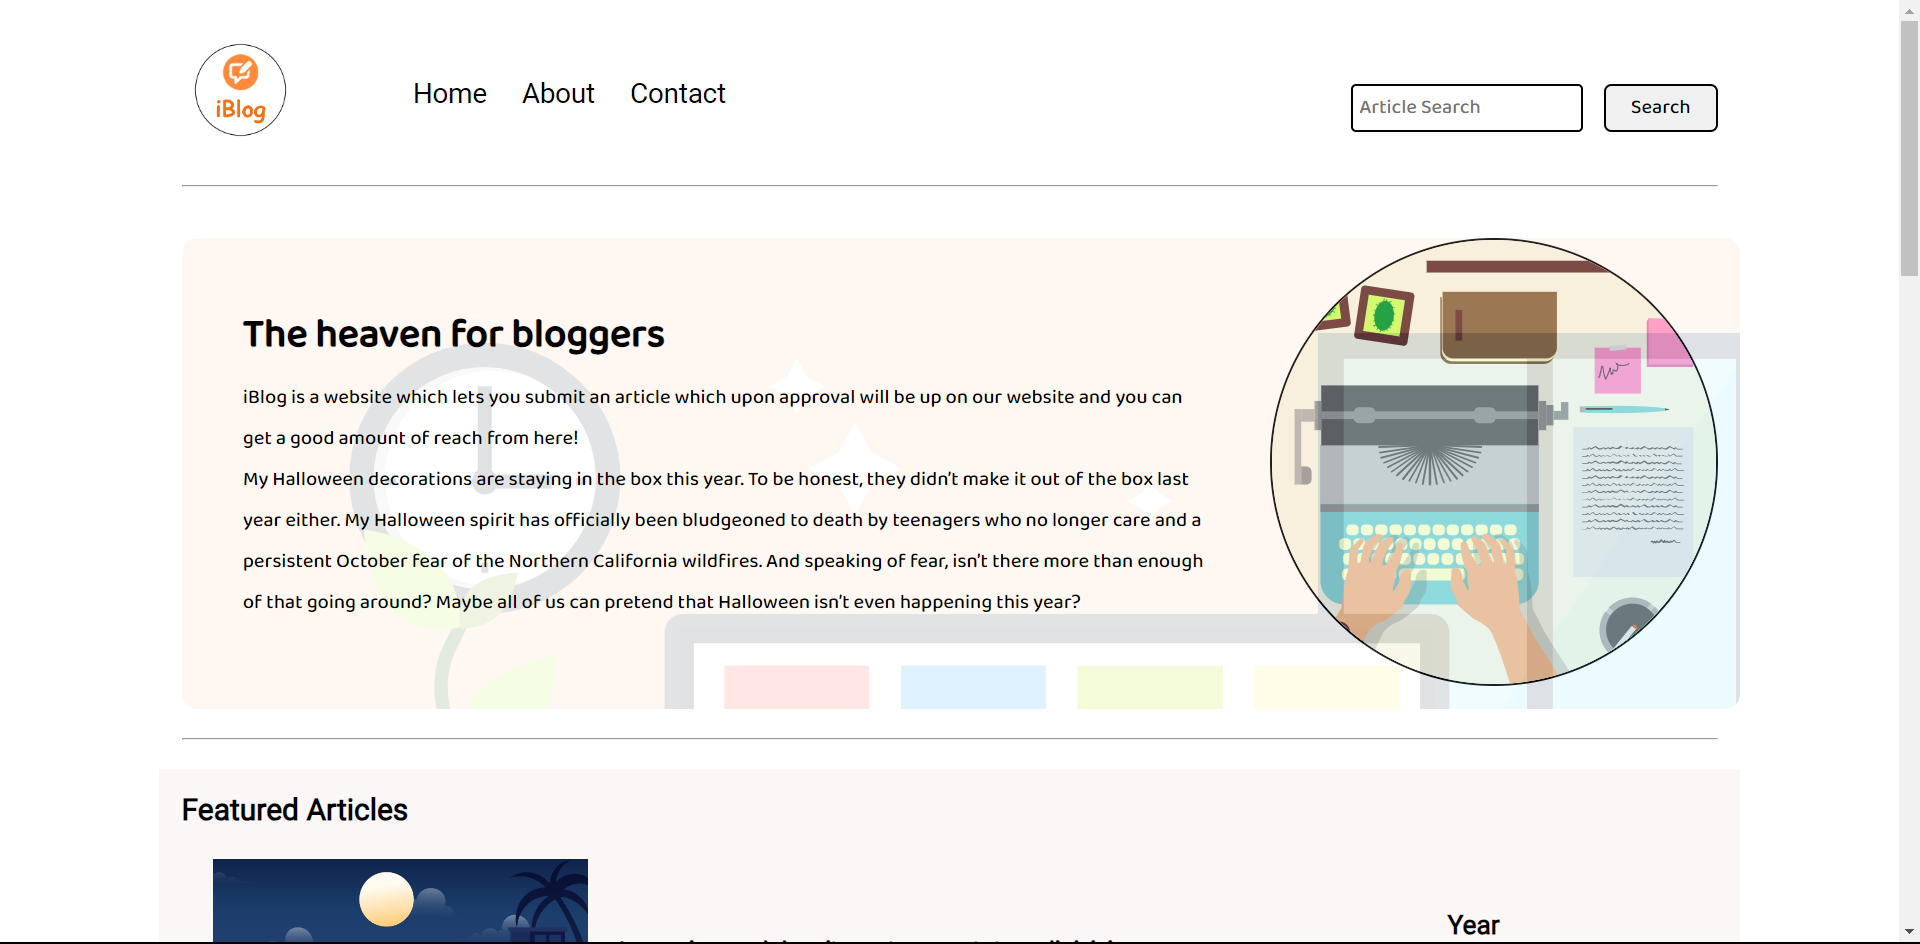 iBlog
Home About Contact
Article Search
Search
The heaven for bloggers
iBlog is a website which lets you submit an article which upon approval will be up on our website and you can
get a good amount of reach from here!
My Halloween decorations are staying in the box this year. To be honest, they didn't make it out of the box last
year either. My Halloween spirit has officially been bludgeoned to death by teenagers who no longer care and a
persistent October fear of the Northern California wildfires. And speaking of fear, isn't there more than enough
of that going around? Maybe all of us can pretend that Halloween isn't even happening this year?
Featured Articles
Year